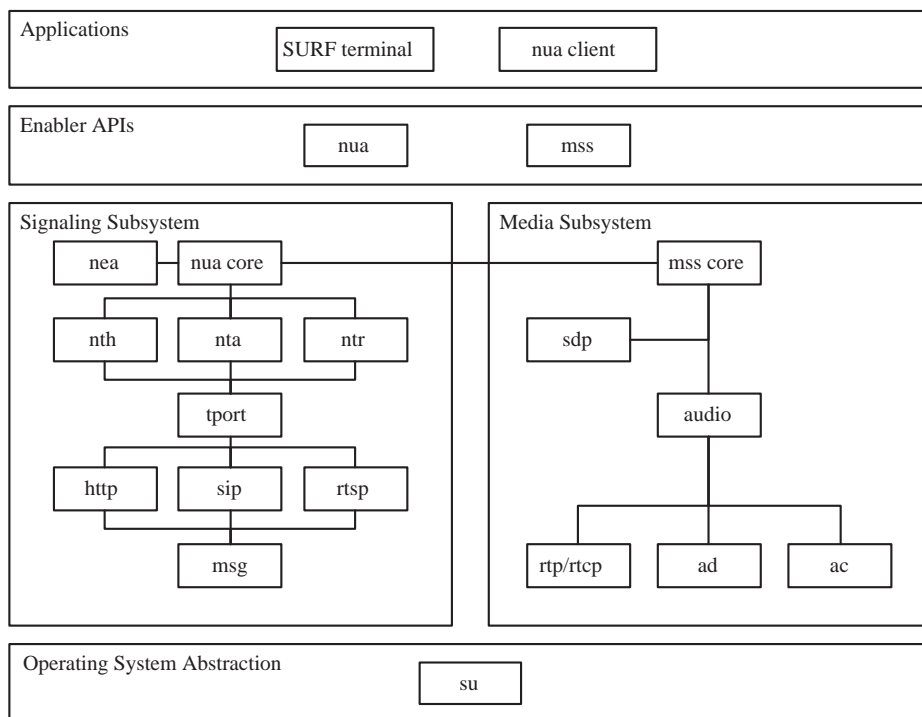 Applications
SURF terminal
nua client
Enabler APIs
nua
mss
Signaling Subsystem
nea
nua core
nth
nta
ntr
tport
http
sip
rtsp
msg
Media Subsystem
mss core
sdp
audio
rtp/rtcp
ad
ac
Operating System Abstraction
su